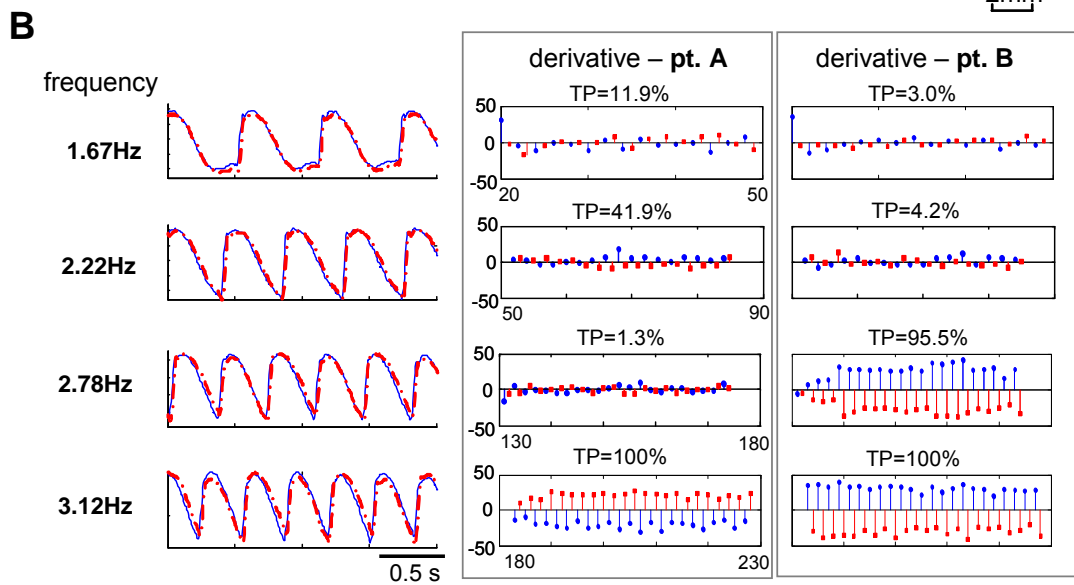 2mm
B
derivative – pt. A
derivative – pt. B
frequency
TP=11.9%
TP=3.0%
50
1.67Hz
0
-50
20
50
TP=41.9%
TP=4.2%
50
2.22Hz
0
-50
50
90
TP=1.3%
TP=95.5%
50
2.78Hz
0
-50
130
180
TP=100%
TP=100%
50
3.12Hz
0
-50
180
230
0.5 s